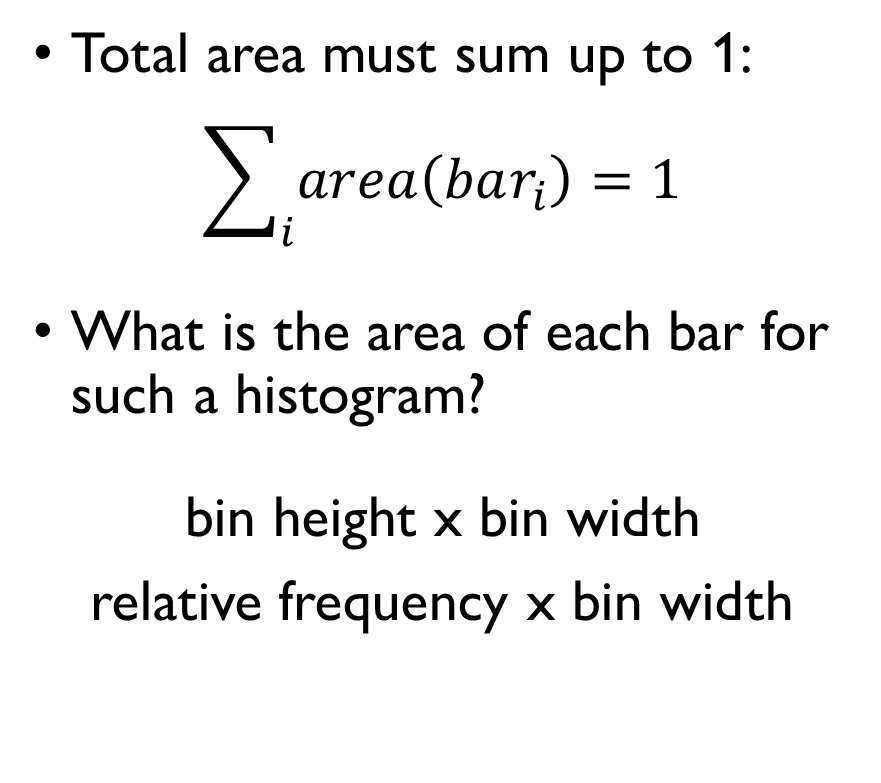 • Total area must sum up to 1:
∑ᵢ area(barᵢ) = 1
• What is the area of each bar for
such a histogram?
bin height x bin width
relative frequency x bin width